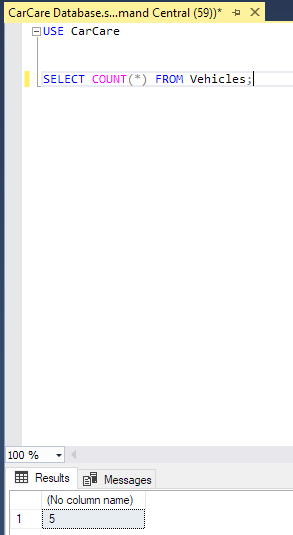 CarCare Database.s...mand Central (59))*
USE CarCare
SELECT COUNT(*) FROM Vehicles;
100 %
Results
Messages
(No column name)
1 5